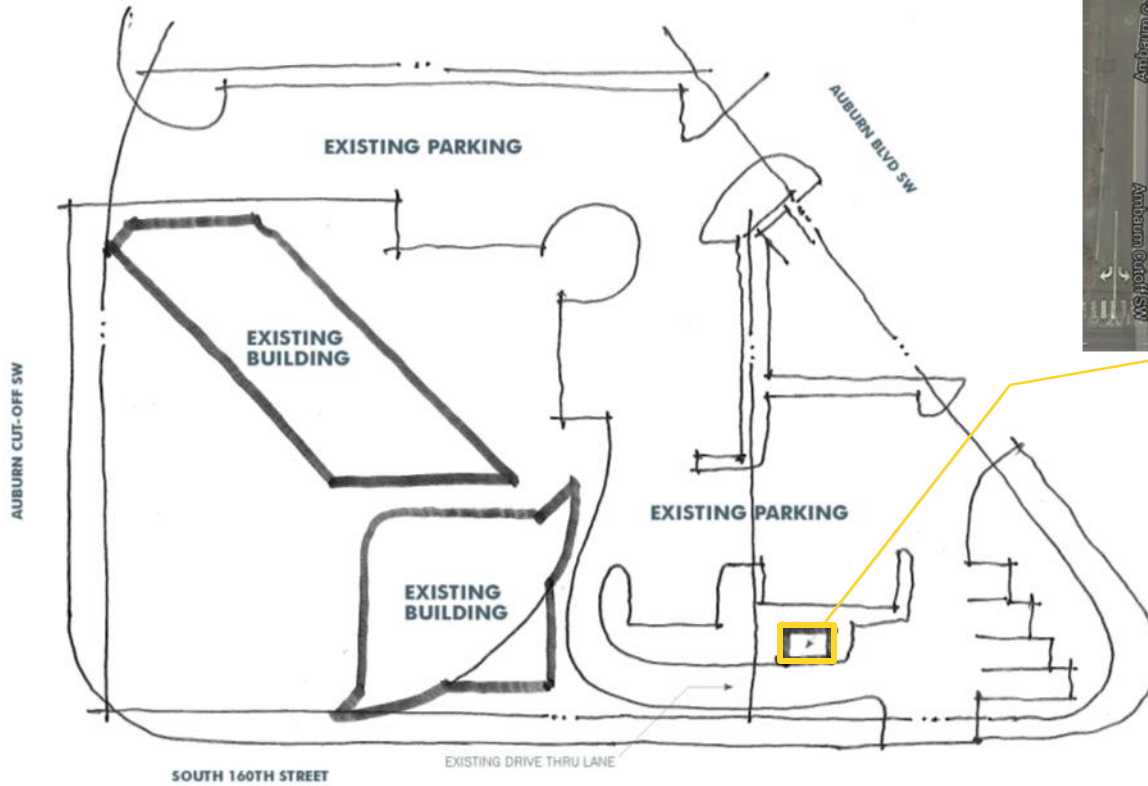 AUBURN BLVD SW
EXISTING PARKING
Ambaum Cutoff SW
EXISTING
BUILDING
AUBURN CUT-OFF SW
EXISTING PARKING
EXISTING
BUILDING
EXISTING DRIVE THRU LANE
SOUTH 160TH STREET